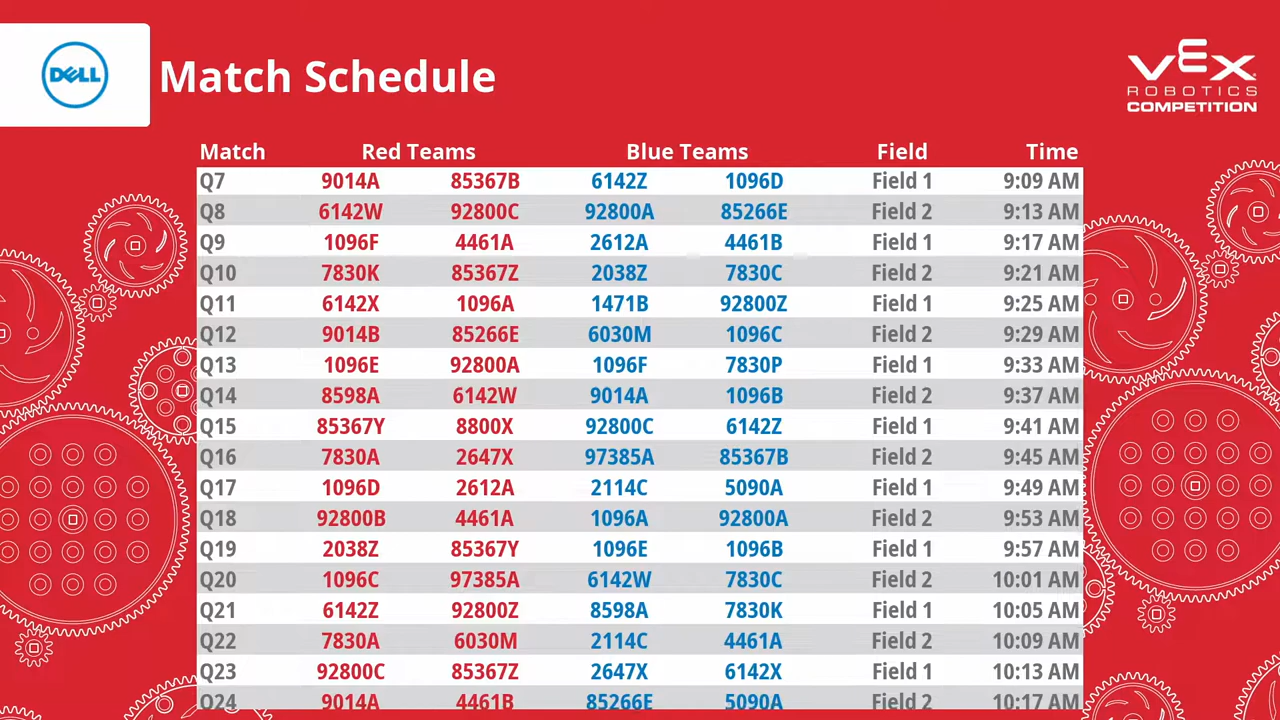 DELL
Match Schedule
VEX
ROBOTICS
COMPETITION
Match Red Teams Blue Teams Field Time
Q7 9014A 85367B 6142Z 1096D Field 1 9:09 AM
Q8 6142W 92800C 92800A 85266E Field 2 9:13 AM
Q9 1096F 4461A 2612A 4461B Field 1 9:17 AM
Q10 7830K 85367Z 2038Z 7830C Field 2 9:21 AM
Q11 6142X 1096A 1471B 92800Z Field 1 9:25 AM
Q12 9014B 85266E 6030M 1096C Field 2 9:29 AM
Q13 1096E 92800A 1096F 7830P Field 1 9:33 AM
Q14 8598A 6142W 9014A 1096B Field 2 9:37 AM
Q15 85367Y 8800X 92800C 6142Z Field 1 9:41 AM
Q16 7830A 2647X 97385A 85367B Field 2 9:45 AM
Q17 1096D 2612A 2114C 5090A Field 1 9:49 AM
Q18 92800B 4461A 1096A 92800A Field 2 9:53 AM
Q19 2038Z 85367Y 1096E 1096B Field 1 9:57 AM
Q20 1096C 97385A 6142W 7830C Field 2 10:01 AM
Q21 6142Z 92800Z 8598A 7830K Field 1 10:05 AM
Q22 7830A 6030M 2114C 4461A Field 2 10:09 AM
Q23 92800C 85367Z 2647X 6142X Field 1 10:13 AM
Q24 9014A 4461B 85266E 5090A Field 2 10:17 AM